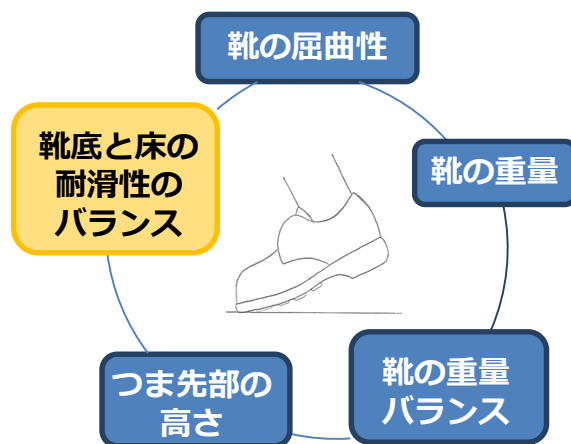 靴の屈曲性
靴底と床の
耐滑性の
バランス
靴の重量
つま先部の
高さ
靴の重量
バランス